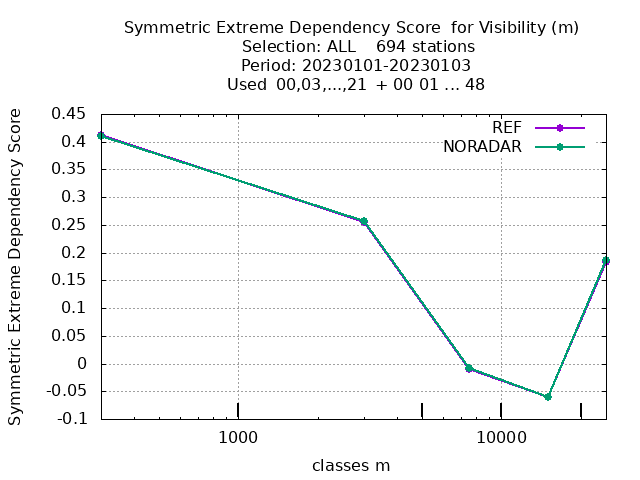 Symmetric Extreme Dependency Score  for Visibility (m)
Selection: ALL    694 stations
Period: 20230101-20230103
Used  00,03,...,21  + 00 01 ... 48
Symmetric Extreme Dependency Score
0.45
0.4
0.35
0.3
0.25
0.2
0.15
0.1
0.05
0
-0.05
-0.1
REF
NORADAR
1000 10000
classes m